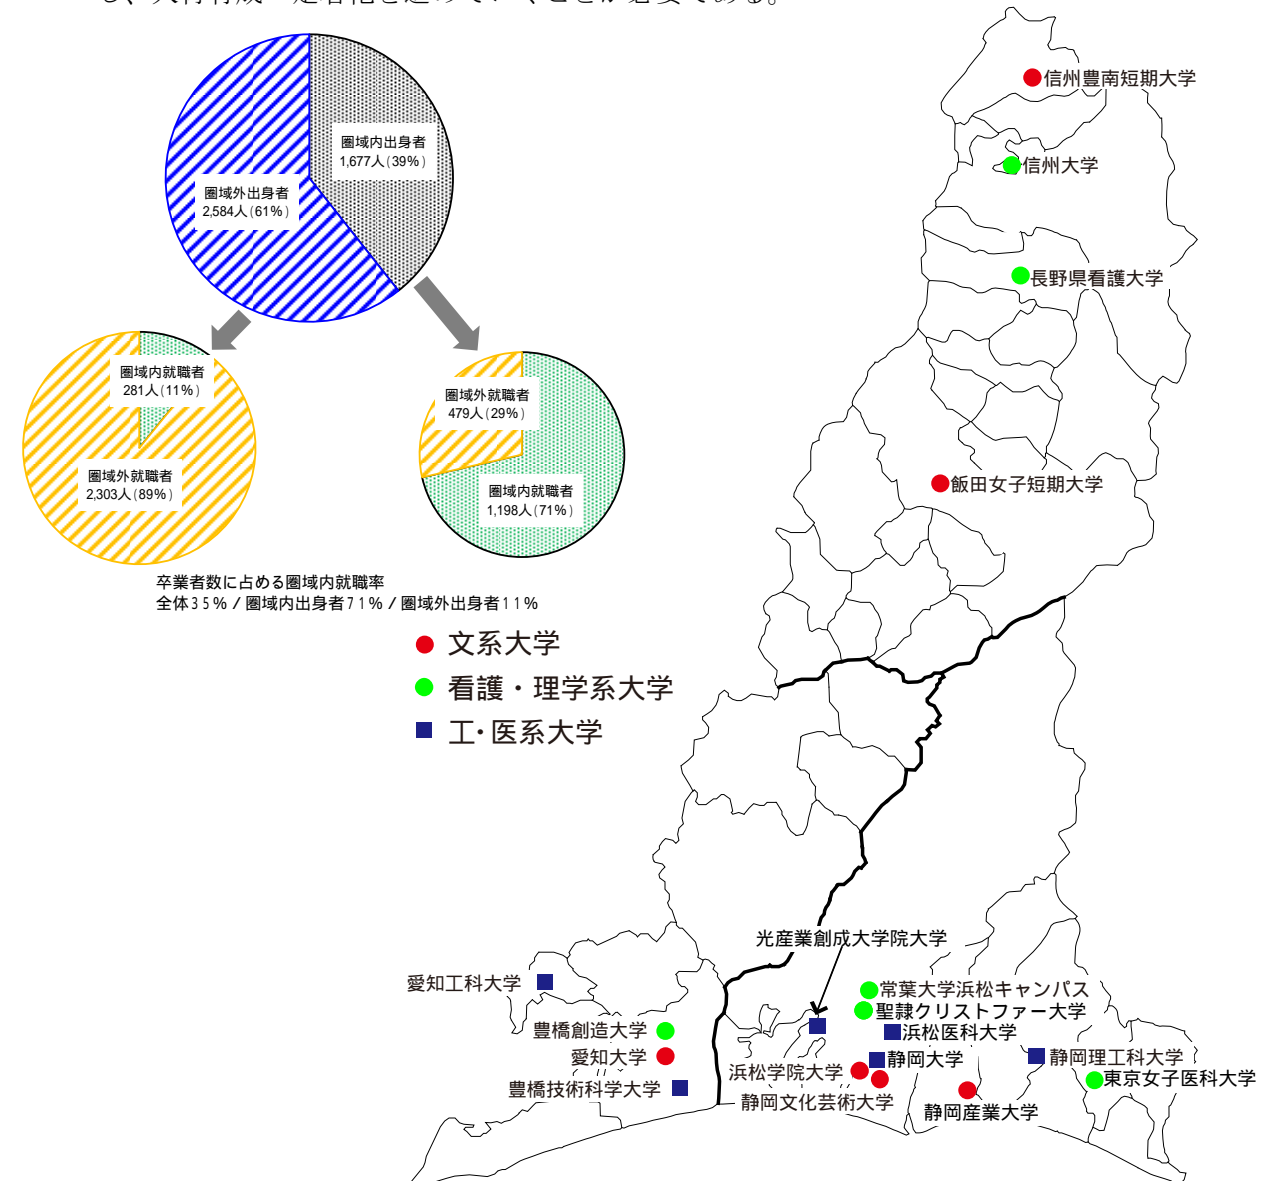 圏域内出身者
1,677人(39%)
圏域外出身者
2,584人(61%)
圏域内就職者
281人(11%)
圏域外就職者
2,303人(89%)
圏域外就職者
479人(29%)
圏域内就職者
1,198人(71%)
卒業者数に占める圏域内就職率
全体35%/圏域内出身者71%/圏域外出身者11%
文系大学
看護・理学系大学
工・医系大学
信州豊南短期大学
信州大学
長野県看護大学
飯田女子短期大学
光産業創成大学院大学
愛知工科大学
常葉大学浜松キャンパス
聖隷クリストファー大学
豊橋創造大学
浜松医科大学
愛知大学
静岡大学
静岡理工科大学
浜松学院大学
東京女子医科大学
豊橋技術科学大学
静岡文化芸術大学
静岡産業大学